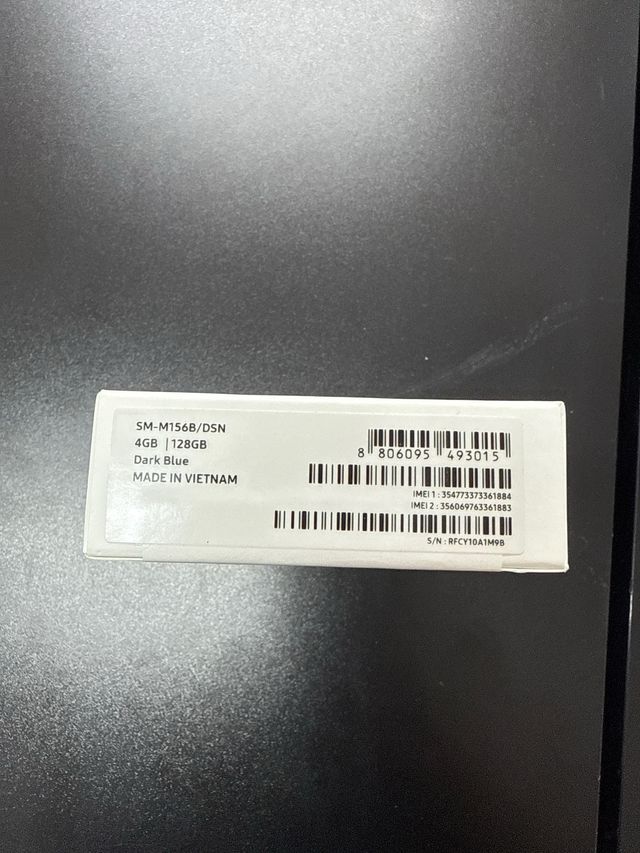 SM-M156B/DSN
4GB | 128GB
Dark Blue
MADE IN VIETNAM
8 806095 493015
IMEI 1 : 354773373361884
IMEI 2 : 356069763361883
S/N : RFCY10A1M9B